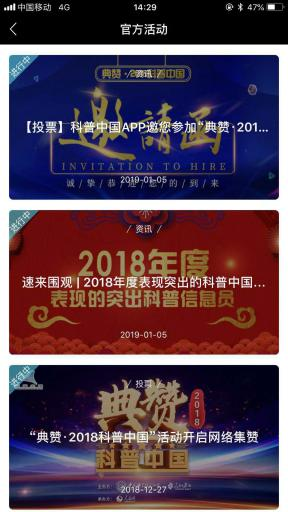 中国移动 4G 14:29 47%
官方活动
进行中
典赞·科普中国
/ 资讯 /
邀請函
【投票】科普中国APP邀您参加“典赞·201...
INVITATION TO HIRE
诚挚恭迎您的到来
2019-01-05
进行中
/ 资讯 /
2018年度
速来围观 | 2018年度表现突出的科普中国...
表现的突出科普信息员
2019-01-05
进行中
投票 /
典赞
2018
“典赞·2018科普中国”活动开启网络集赞
科普中国
2018-12-27